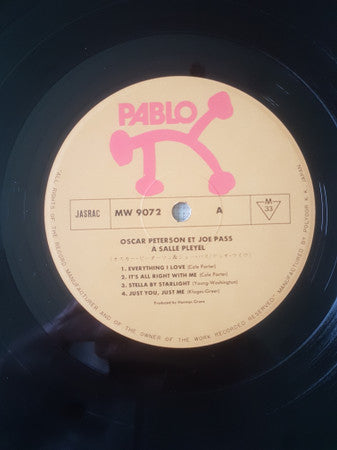 PABLO
JASRAC
MW 9072
A
M
33
OSCAR PETERSON ET JOE PASS
A SALLE PLEYEL
1. EVERYTHING I LOVE (Cole Porter)
2. IT'S ALL RIGHT WITH ME (Cole Porter)
3. STELLA BY STARLIGHT (Young-Washington)
4. JUST YOU, JUST ME (Klages-Greer)
Produced by Norman Granz
"ALL RIGHTS OF THE RECORD MANUFACTURER AND OF THE OWNER OF THE WORK RECORDED RESERVED"
MANUFACTURED BY POLYDOR K. K. JAPAN